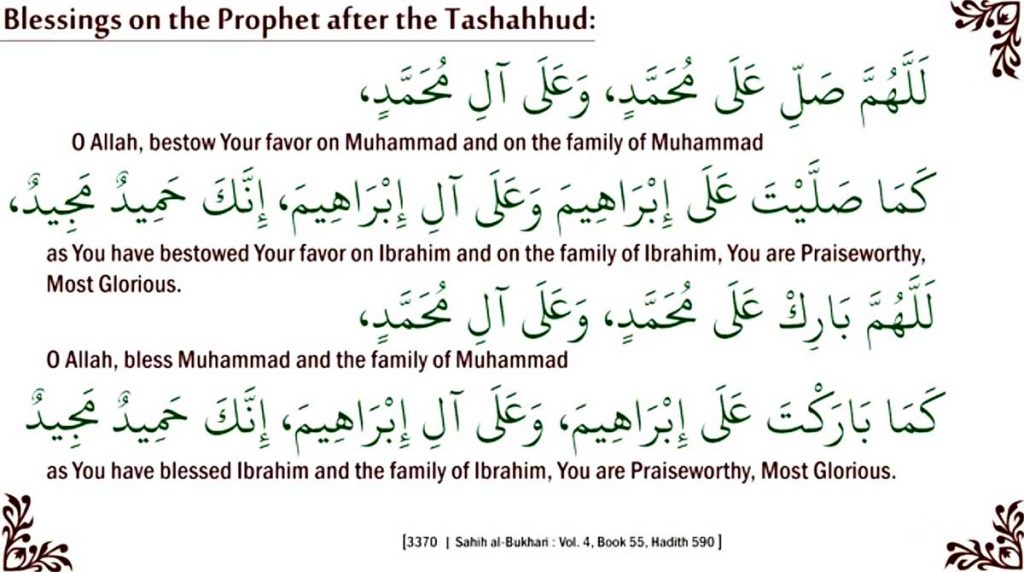 Blessings on the Prophet after the Tashahhud:
لَلَّهُمَّ صَلِّ عَلَى مُحَمَّدٍ، وَعَلَى آلِ مُحَمَّدٍ،
O Allah, bestow Your favor on Muhammad and on the family of Muhammad
كَمَا صَلَّيْتَ عَلَى إِبْرَاهِيمَ وَعَلَى آلِ إِبْرَاهِيمَ، إِنَّكَ حَمِيدٌ مَجِيدٌ،
as You have bestowed Your favor on Ibrahim and on the family of Ibrahim, You are Praiseworthy,
Most Glorious.
لَلَّهُمَّ بَارِكْ عَلَى مُحَمَّدٍ، وَعَلَى آلِ مُحَمَّدٍ،
O Allah, bless Muhammad and the family of Muhammad
كَمَا بَارَكْتَ عَلَى إِبْرَاهِيمَ، وَعَلَى آلِ إِبْرَاهِيمَ، إِنَّكَ حَمِيدٌ مَجِيدٌ
as You have blessed Ibrahim and the family of Ibrahim, You are Praiseworthy, Most Glorious.
[3370 | Sahih al-Bukhari : Vol. 4, Book 55, Hadith 590]